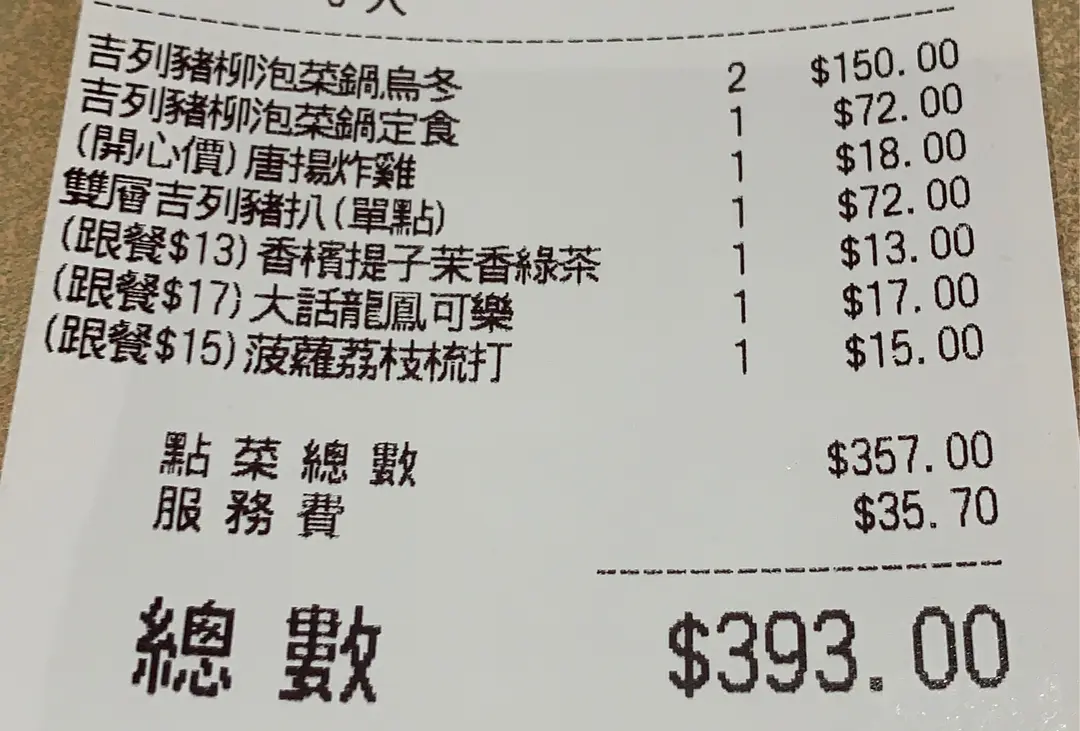 吉列豬柳泡菜鍋,烏冬 2 $150.00
吉列豬柳泡菜鍋定食 1 $72.00
(開心價)唐揚炸雞 1 $18.00
雙層吉列豬扒(單點) 1 $72.00
(跟餐$13)香檳提子茉香綠茶 1 $13.00
(跟餐$17)大話龍鳳可樂 1 $17.00
(跟餐$15)菠蘿荔枝梳打 1 $15.00
點菜總數 $357.00
服務費 $35.70
總數 $393.00